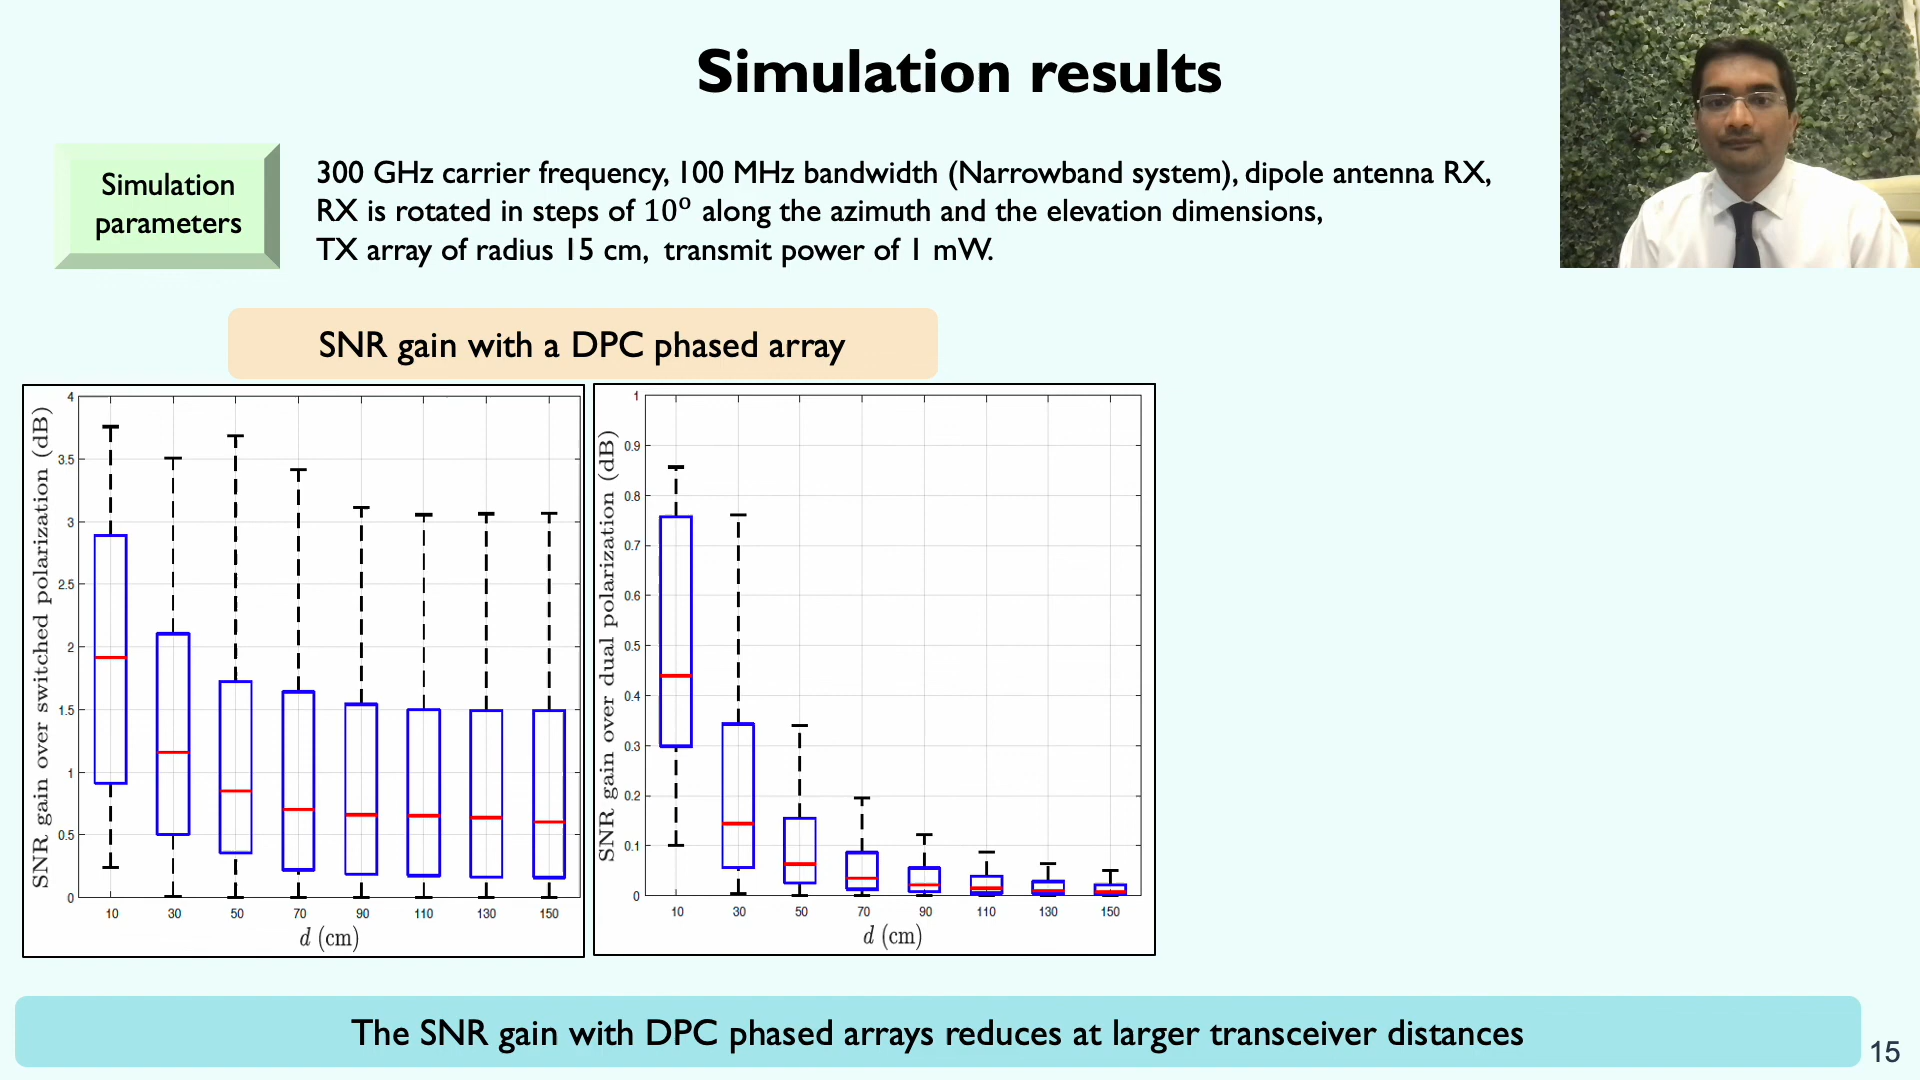 Simulation results
Simulation
parameters
300 GHz carrier frequency, 100 MHz bandwidth (Narrowband system), dipole antenna RX,
RX is rotated in steps of 10° along the azimuth and the elevation dimensions,
TX array of radius 15 cm, transmit power of 1 mW.
SNR gain with a DPC phased array
SNR gain over switched polarization (dB)
4
3.5
3
2.5
2
1.5
1
0.5
0
10 30 50 70 90 110 130 150
d (cm)
SNR gain over dual polarization (dB)
1
0.9
0.8
0.7
0.6
0.5
0.4
0.3
0.2
0.1
0
10 30 50 70 90 110 130 150
d (cm)
The SNR gain with DPC phased arrays reduces at larger transceiver distances
15